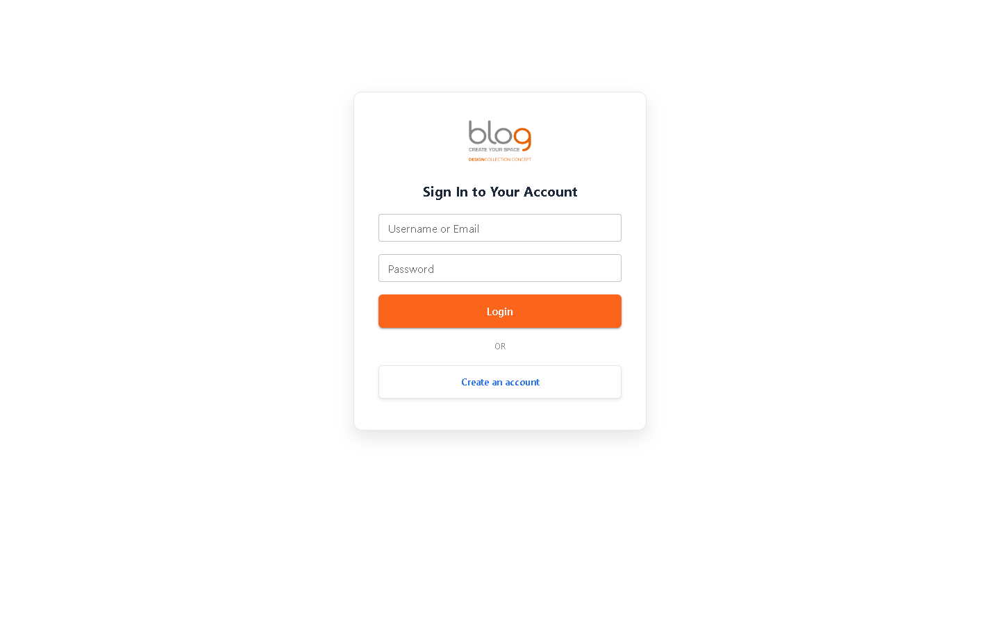 blog
CREATE YOUR SPACE
DESIGNCOLLECTION CONCEPT
Sign In to Your Account
Username or Email
Password
Login
OR
Create an account